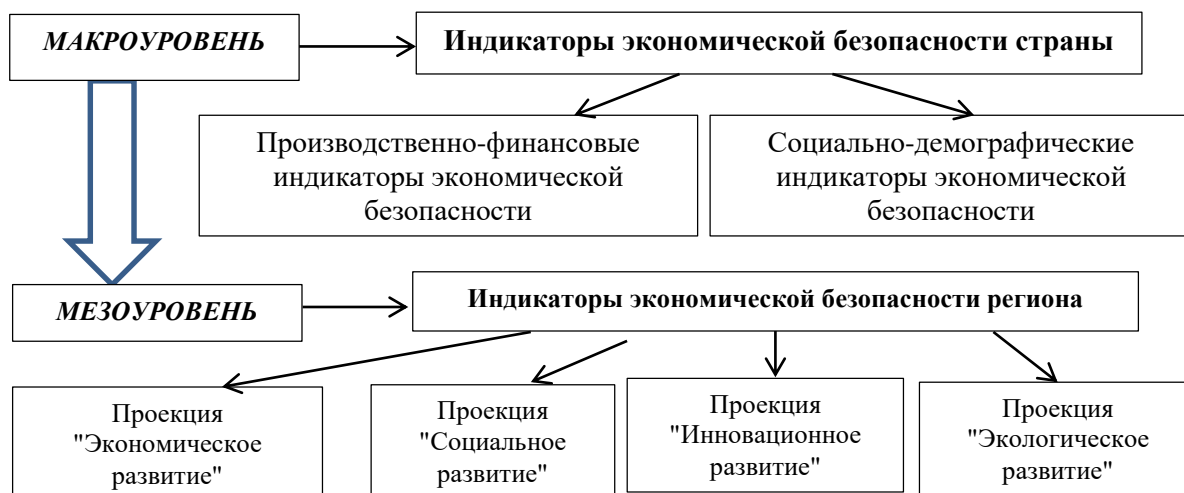 МАКРОУРОВЕНЬ
Индикаторы экономической безопасности страны
Производственно-финансовые
индикаторы экономической
безопасности
Социально-демографические
индикаторы экономической
безопасности
МЕЗОУРОВЕНЬ
Индикаторы экономической безопасности региона
Проекция
"Экономическое
развитие"
Проекция
"Социальное
развитие"
Проекция
"Инновационное
развитие"
Проекция
"Экологическое
развитие"